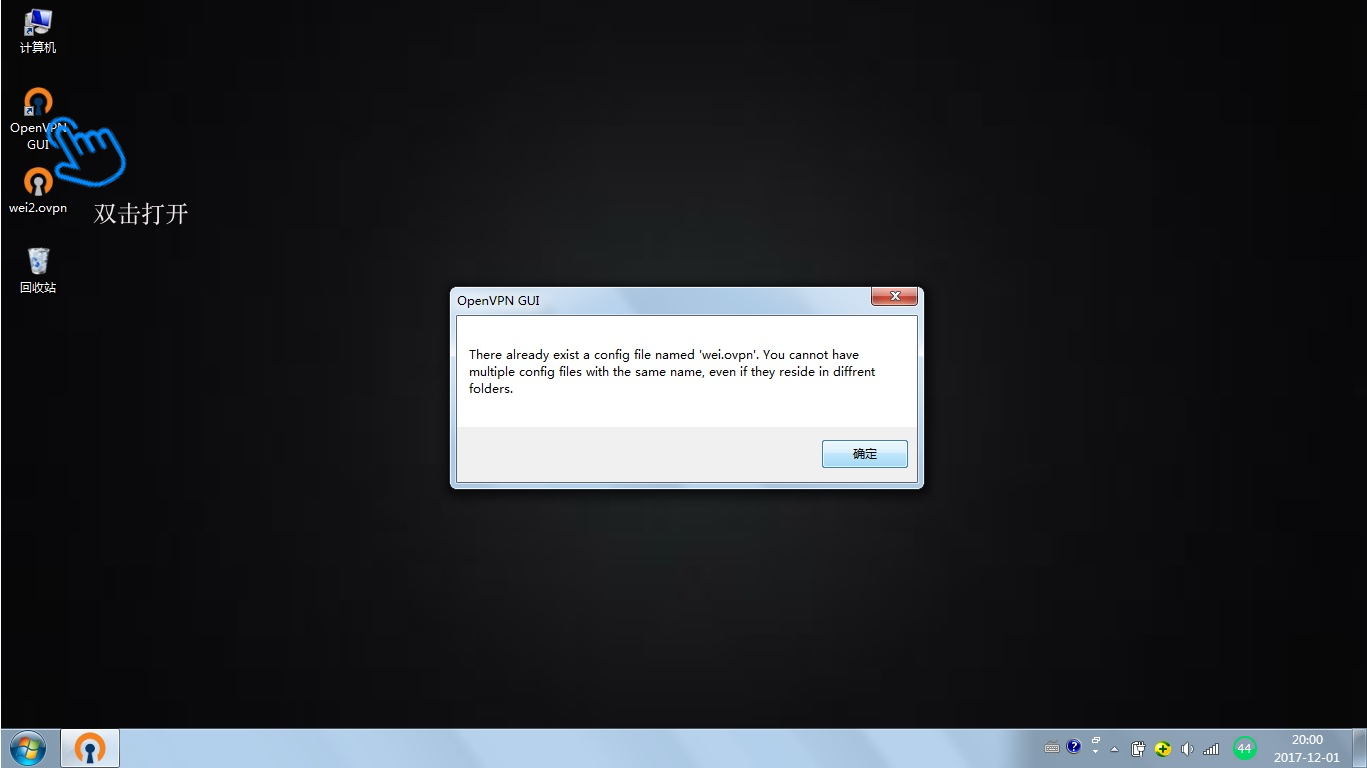 计算机
OpenVPN
GUI
wei2.ovpn
双击打开
回收站
OpenVPN GUI
There already exist a config file named 'wei.ovpn'. You cannot have
multiple config files with the same name, even if they reside in diffrent
folders.
确定
44
20:00
2017-12-01